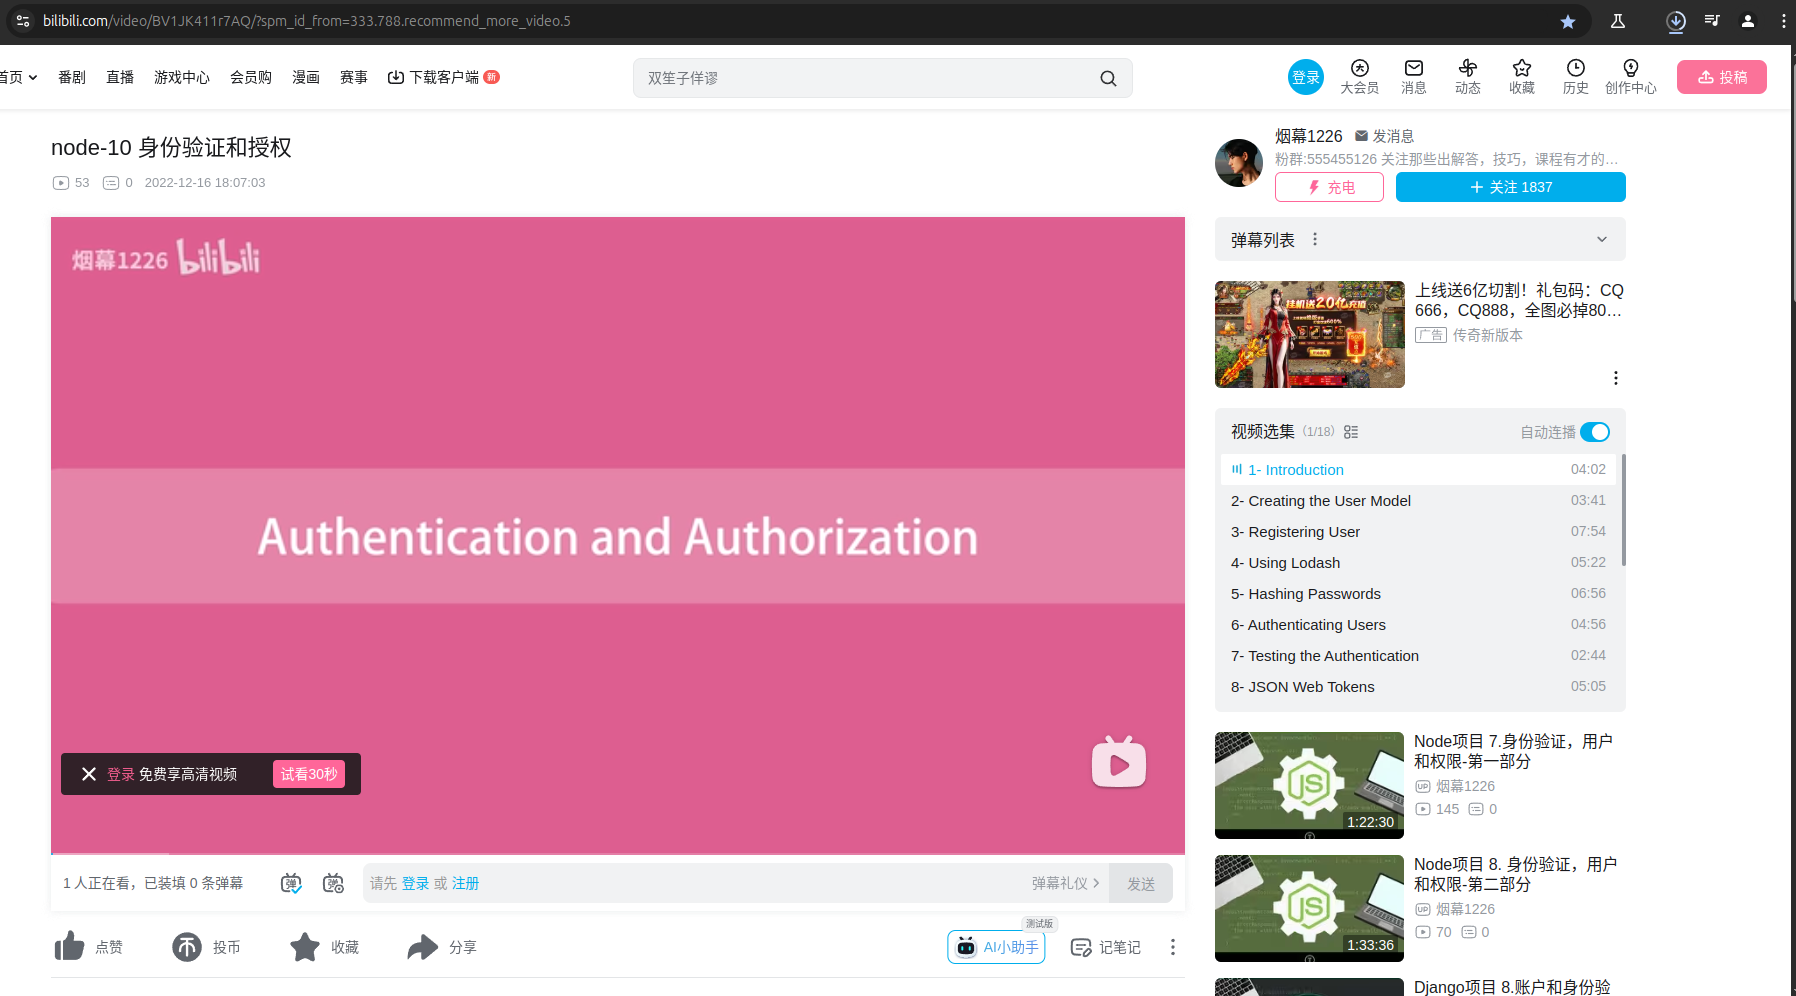 bilibili.com/video/BV1JK411r7AQ/?spm_id_from=333.788.recommend_more_video.5
首页
番剧
直播
游戏中心
会员购
漫画
赛事
下载客户端
新
双笙子佯谬
登录
大会员
消息
动态
收藏
历史
创作中心
投稿
node-10 身份验证和授权
53
0
2022-12-16 18:07:03
烟幕1226
发消息
粉群:555455126 关注那些出解答，技巧，课程有才的…
充电
+ 关注 1837
烟幕1226 bilibili
Authentication and Authorization
登录 免费享高清视频
试看30秒
1 人正在看，已装填 0 条弹幕
弹
弹
请先 登录 或 注册
弹幕礼仪
发送
点赞
投币
收藏
分享
测试版
AI小助手
记笔记
弹幕列表
挂机送20亿充值
上线送6亿切割！礼包码：CQ
666，CQ888，全图必掉80…
广告 传奇新版本
视频选集
（1/18）
自动连播
1- Introduction 04:02
2- Creating the User Model 03:41
3- Registering User 07:54
4- Using Lodash 05:22
5- Hashing Passwords 06:56
6- Authenticating Users 04:56
7- Testing the Authentication 02:44
8- JSON Web Tokens 05:05
JS
1:22:30
Node项目 7.身份验证，用户
和权限-第一部分
UP 烟幕1226
145
0
JS
1:33:36
Node项目 8. 身份验证，用户
和权限-第二部分
UP 烟幕1226
70
0
Django项目 8.账户和身份验